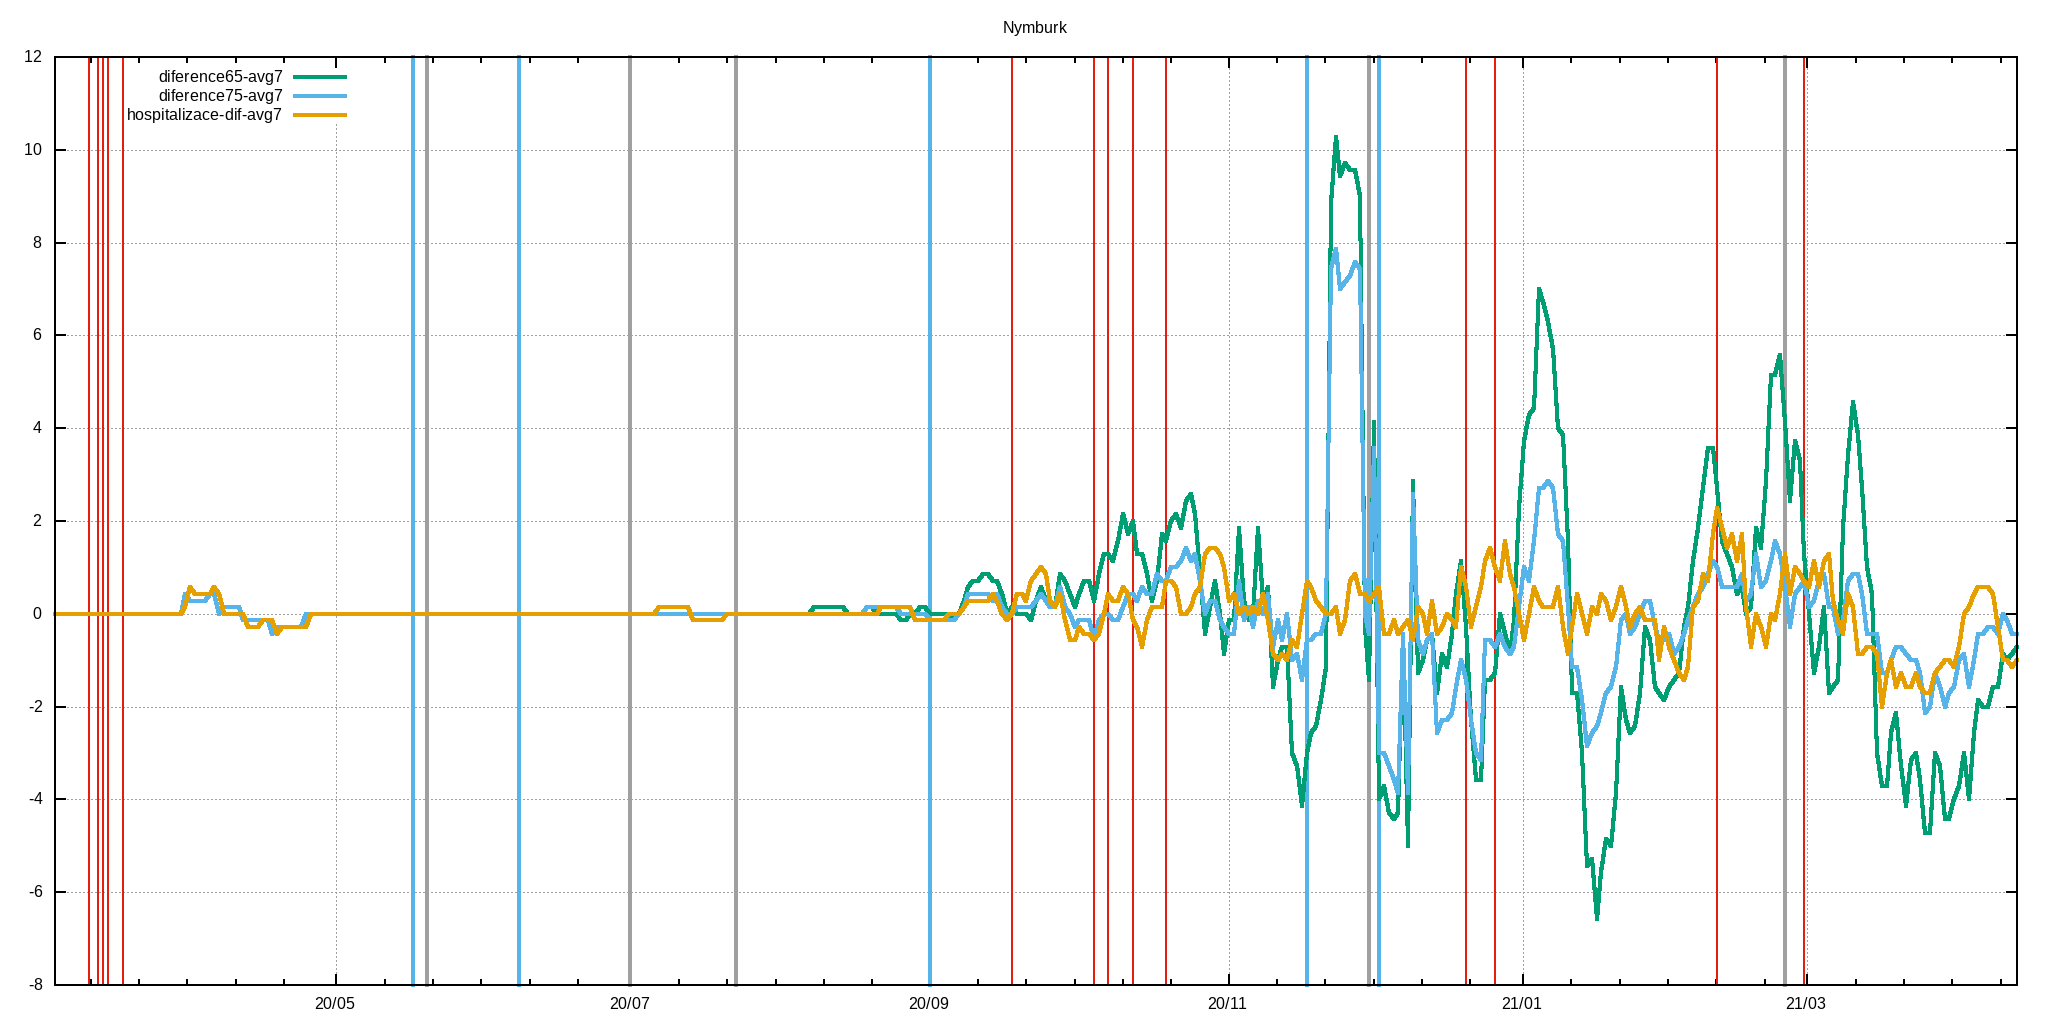 Nymburk
12
diference65-avg7
diference75-avg7
hospitalizace-dif-avg7
10
8
6
4
2
0
-2
-4
-6
-8
20/05 20/07 20/09 20/11 21/01 21/03